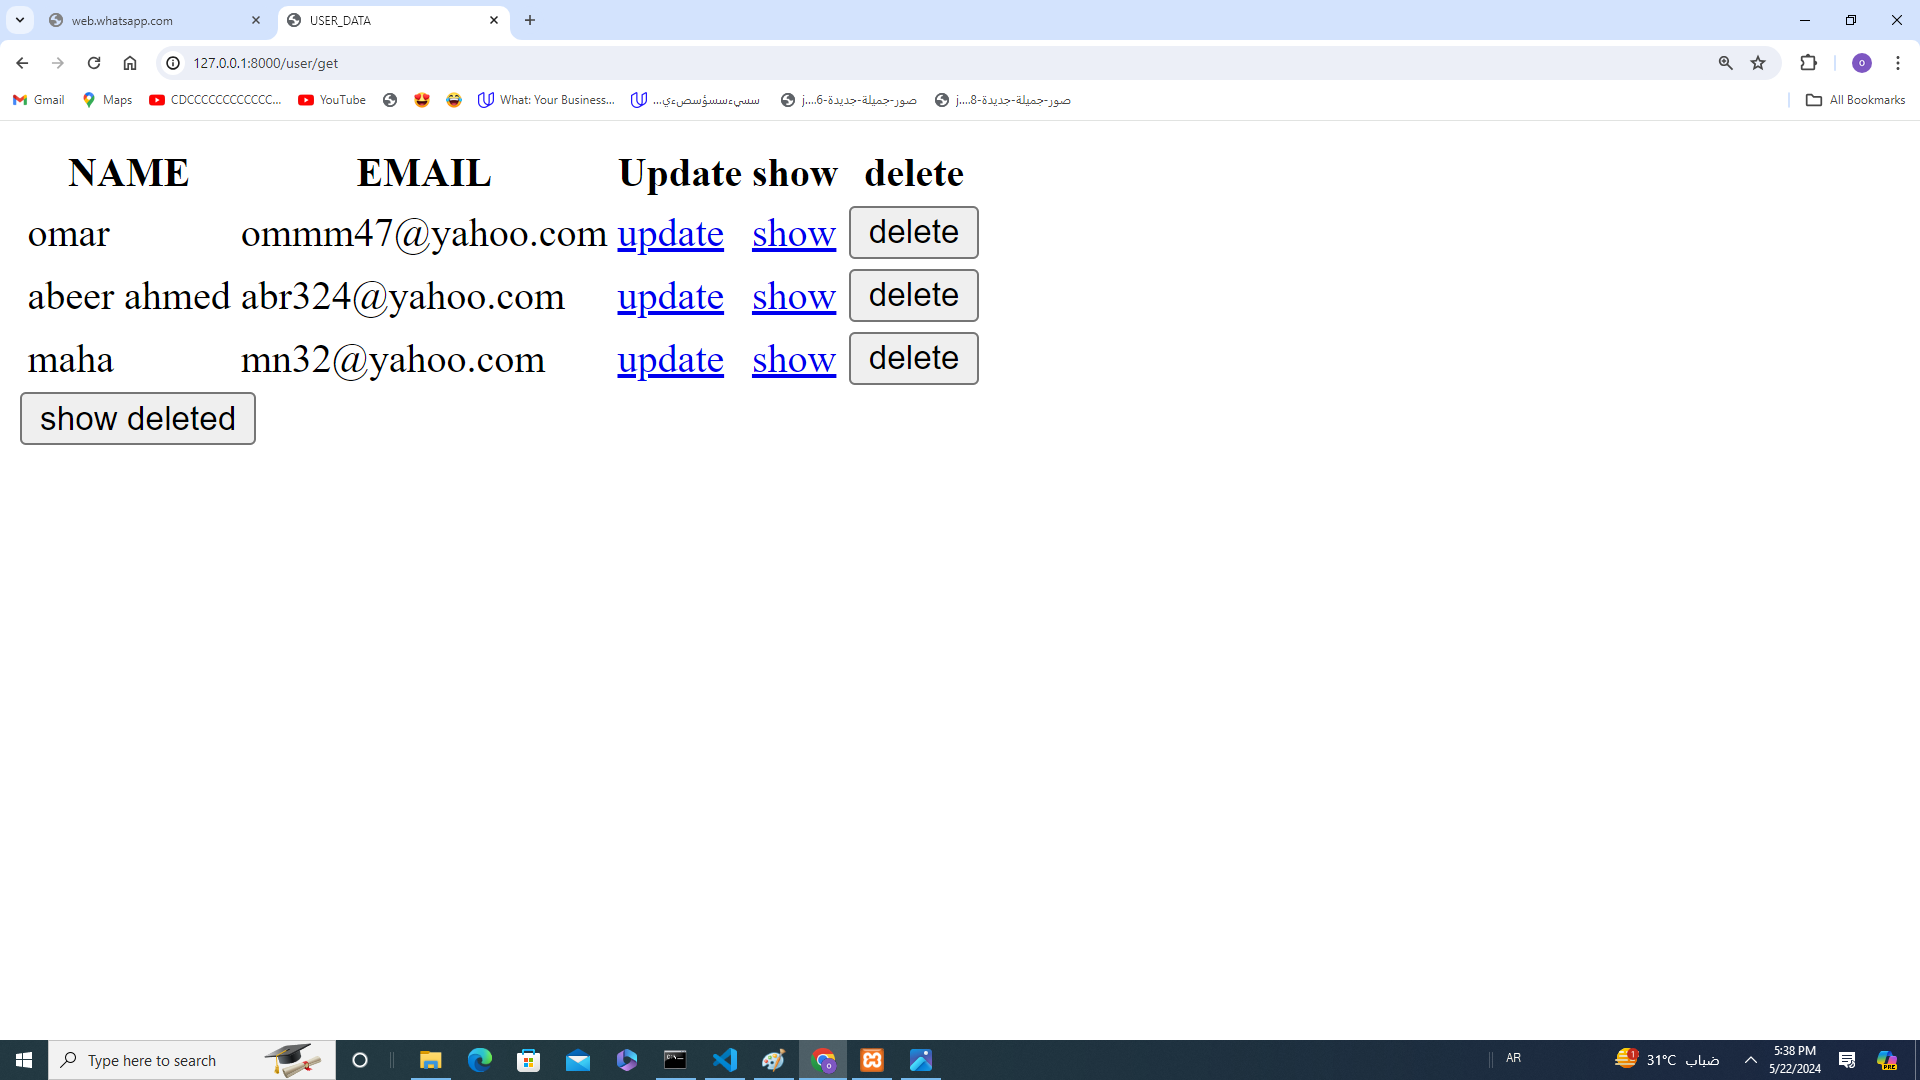 web.whatsapp.com
USER_DATA
127.0.0.1:8000/user/get
Gmail
Maps
CDCCCCCCCCCCCC...
YouTube
What: Your Business...
سسيءسسؤسصءي...
صور-جميلة-جديدة-6....j
صور-جميلة-جديدة-8....j
All Bookmarks
NAME EMAIL Update show delete
omar ommm47@yahoo.com update show delete
abeer ahmed abr324@yahoo.com update show delete
maha mn32@yahoo.com update show delete
show deleted
Type here to search
AR
1
31°C ضباب
5:38 PM
5/22/2024
PRE